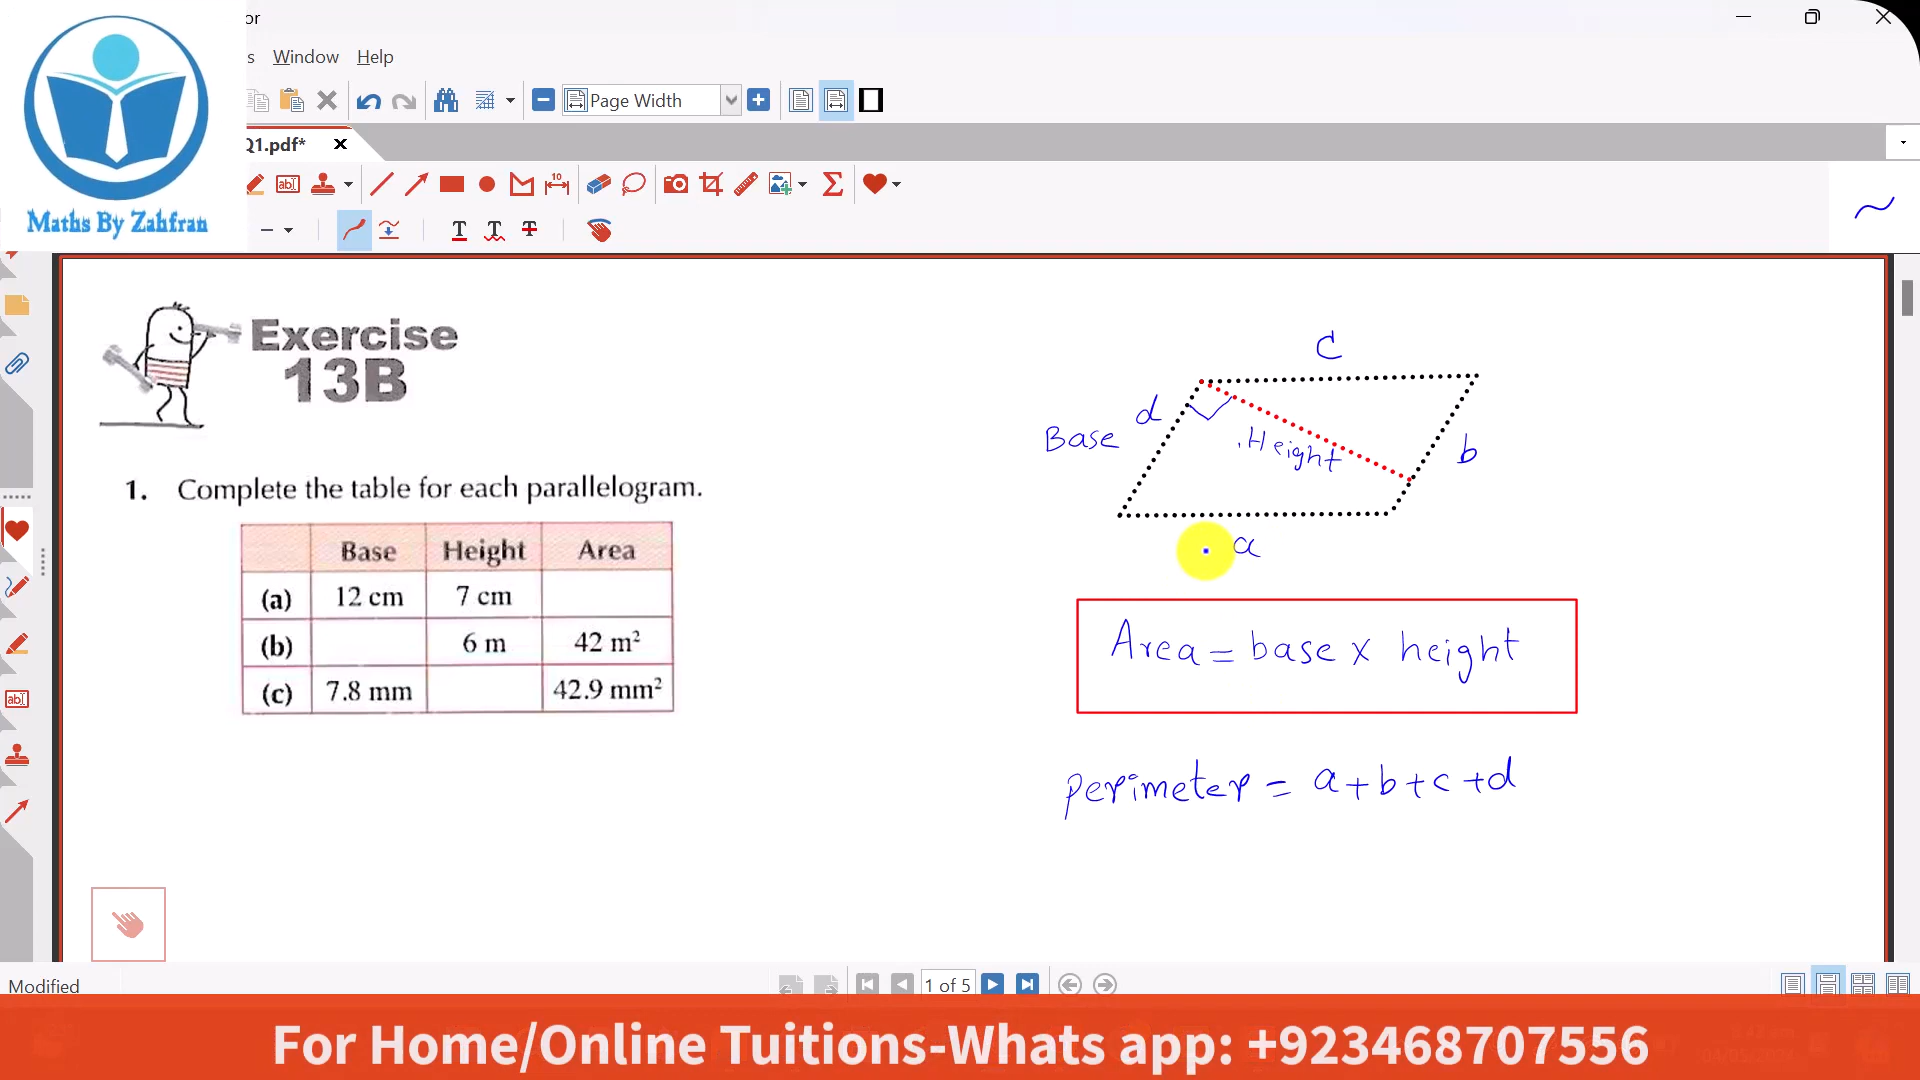 or
s Window Help
Page Width
Q1.pdf*
Maths By Zahfran
Exercise
13B
1. Complete the table for each parallelogram.
Base Height Area
(a) 12 cm 7 cm
(b) 6 m 42 m²
(c) 7.8 mm 42.9 mm²
c
d
Base
Height
b
a
Area = base x height
perimeter = a+b+c+d
Modified
1 of 5
For Home/Online Tuitions-Whats app: +923468707556